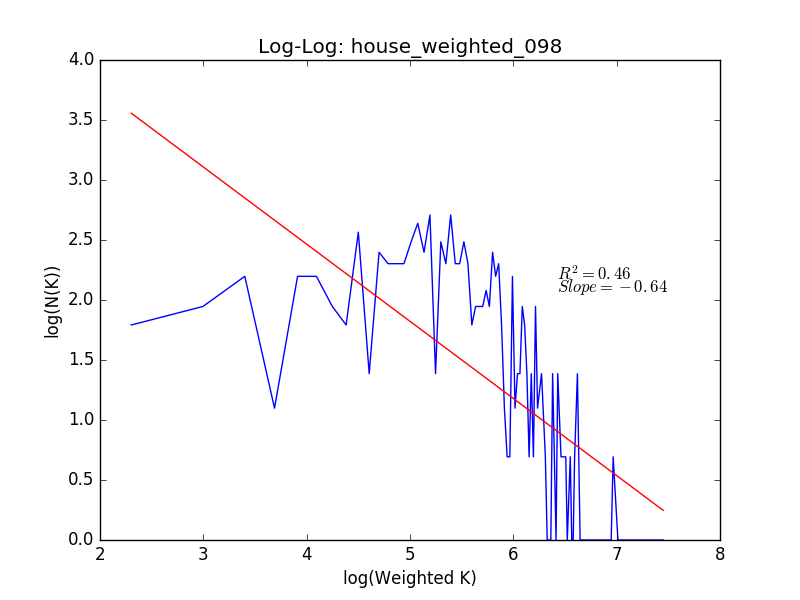 Log-Log: house_weighted_098
4.0
3.5
3.0
2.5
2.0
1.5
1.0
0.5
0.0
log(N(K))
R² = 0.46
Slope = −0.64
2 3 4 5 6 7 8
log(Weighted K)